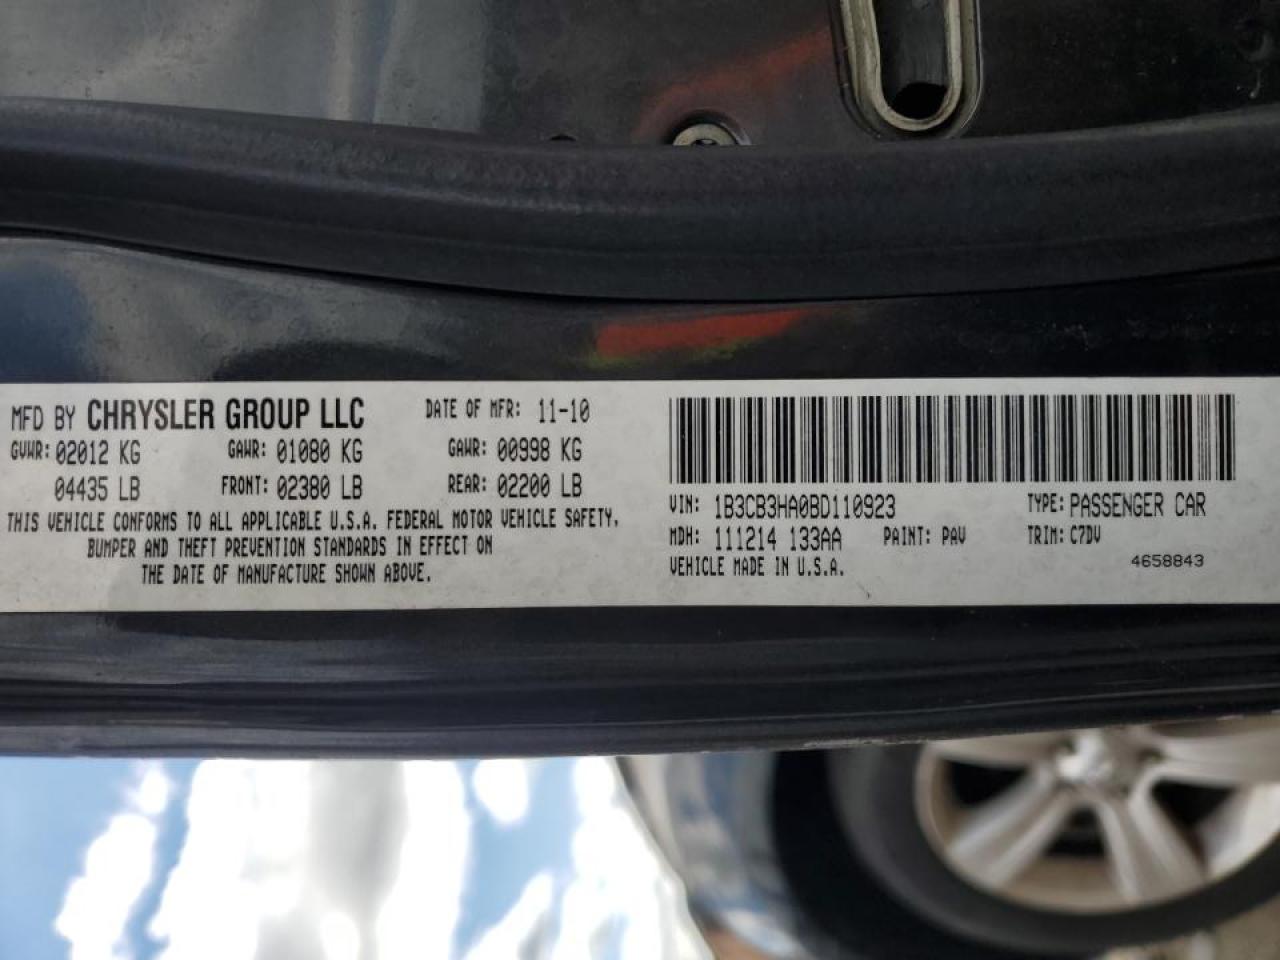 MFD BY CHRYSLER GROUP LLC DATE OF MFR: 11-10
GVWR: 02012 KG GAWR: 01080 KG GAWR: 00998 KG
04435 LB FRONT: 02380 LB REAR: 02200 LB
THIS VEHICLE CONFORMS TO ALL APPLICABLE U.S.A. FEDERAL MOTOR VEHICLE SAFETY,
BUMPER AND THEFT PREVENTION STANDARDS IN EFFECT ON
THE DATE OF MANUFACTURE SHOWN ABOVE.
VIN: 1B3CB3HA0BD110923 TYPE: PASSENGER CAR
MDH: 111214 133AA PAINT: PAV TRIM: C7DV
VEHICLE MADE IN U.S.A. 4658843